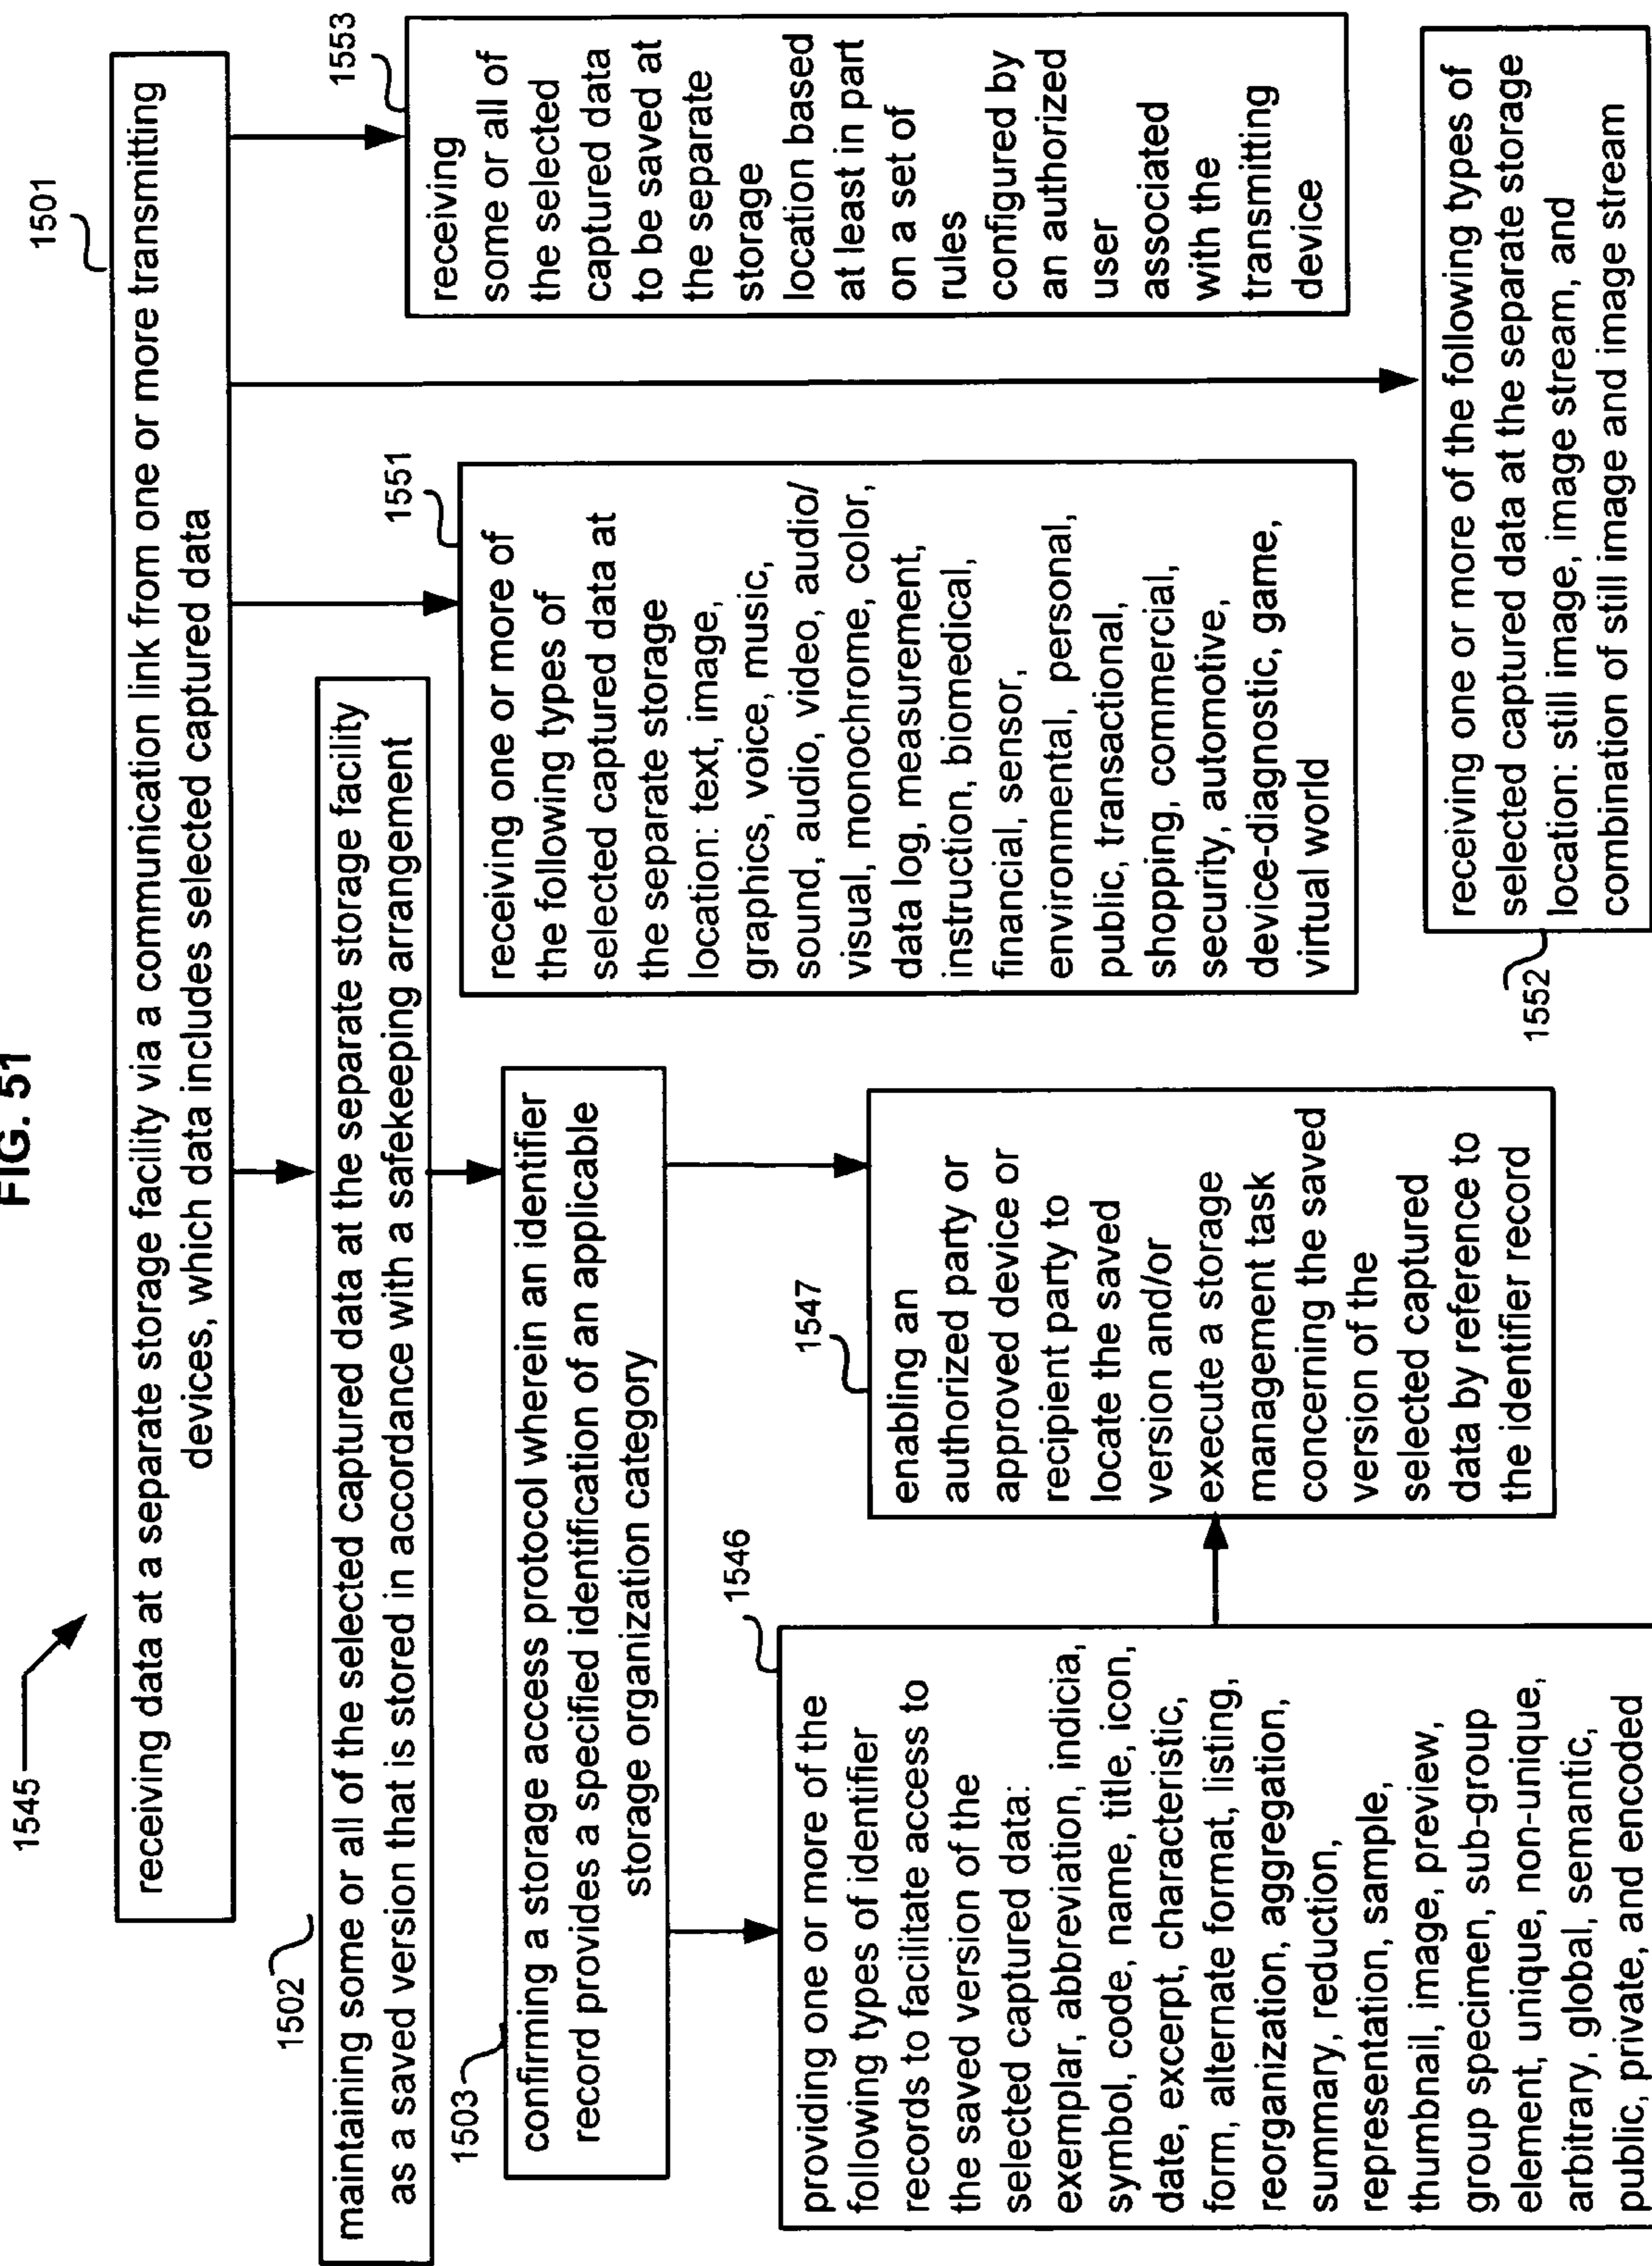 FIG. 51
1545
1501
receiving data at a separate storage facility via a communication link from one or more transmitting
devices, which data includes selected captured data
1502
maintaining some or all of the selected captured data at the separate storage facility
as a saved version that is stored in accordance with a safekeeping arrangement
1503
confirming a storage access protocol wherein an identifier
record provides a specified identification of an applicable
storage organization category
1546
providing one or more of the
following types of identifier
records to facilitate access to
the saved version of the
selected captured data:
exemplar, abbreviation, indicia,
symbol, code, name, title, icon,
date, excerpt, characteristic,
form, alternate format, listing,
reorganization, aggregation,
summary, reduction,
representation, sample,
thumbnail, image, preview,
group specimen, sub-group
element, unique, non-unique,
arbitrary, global, semantic,
public, private, and encoded
1547
enabling an
authorized party or
approved device or
recipient party to
locate the saved
version and/or
execute a storage
management task
concerning the saved
version of the
selected captured
data by reference to
the identifier record
1551
receiving one or more of
the following types of
selected captured data at
the separate storage
location: text, image,
graphics, voice, music,
sound, audio, video, audio/
visual, monochrome, color,
data log, measurement,
instruction, biomedical,
financial, sensor,
environmental, personal,
public, transactional,
shopping, commercial,
security, automotive,
device-diagnostic, game,
virtual world
1553
receiving
some or all of
the selected
captured data
to be saved at
the separate
storage
location based
at least in part
on a set of
rules
configured by
an authorized
user
associated
with the
transmitting
device
1552
receiving one or more of the following types of
selected captured data at the separate storage
location: still image, image stream, and
combination of still image and image stream